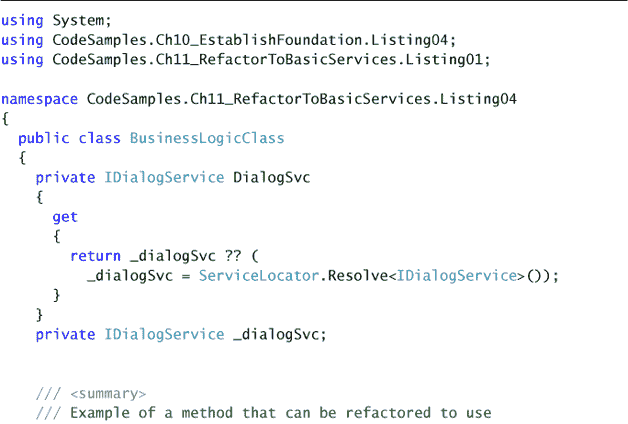 using System;
using CodeSamples.Ch10_EstablishFoundation.Listing04;
using CodeSamples.Ch11_RefactorToBasicServices.Listing01;
namespace CodeSamples.Ch11_RefactorToBasicServices.Listing04
{
  public class BusinessLogicClass
  {
    private IDialogService DialogSvc
    {
      get
      {
        return _dialogSvc ?? (
          _dialogSvc = ServiceLocator.Resolve<IDialogService>());
      }
    }
    private IDialogService _dialogSvc;
    /// <summary>
    /// Example of a method that can be refactored to use